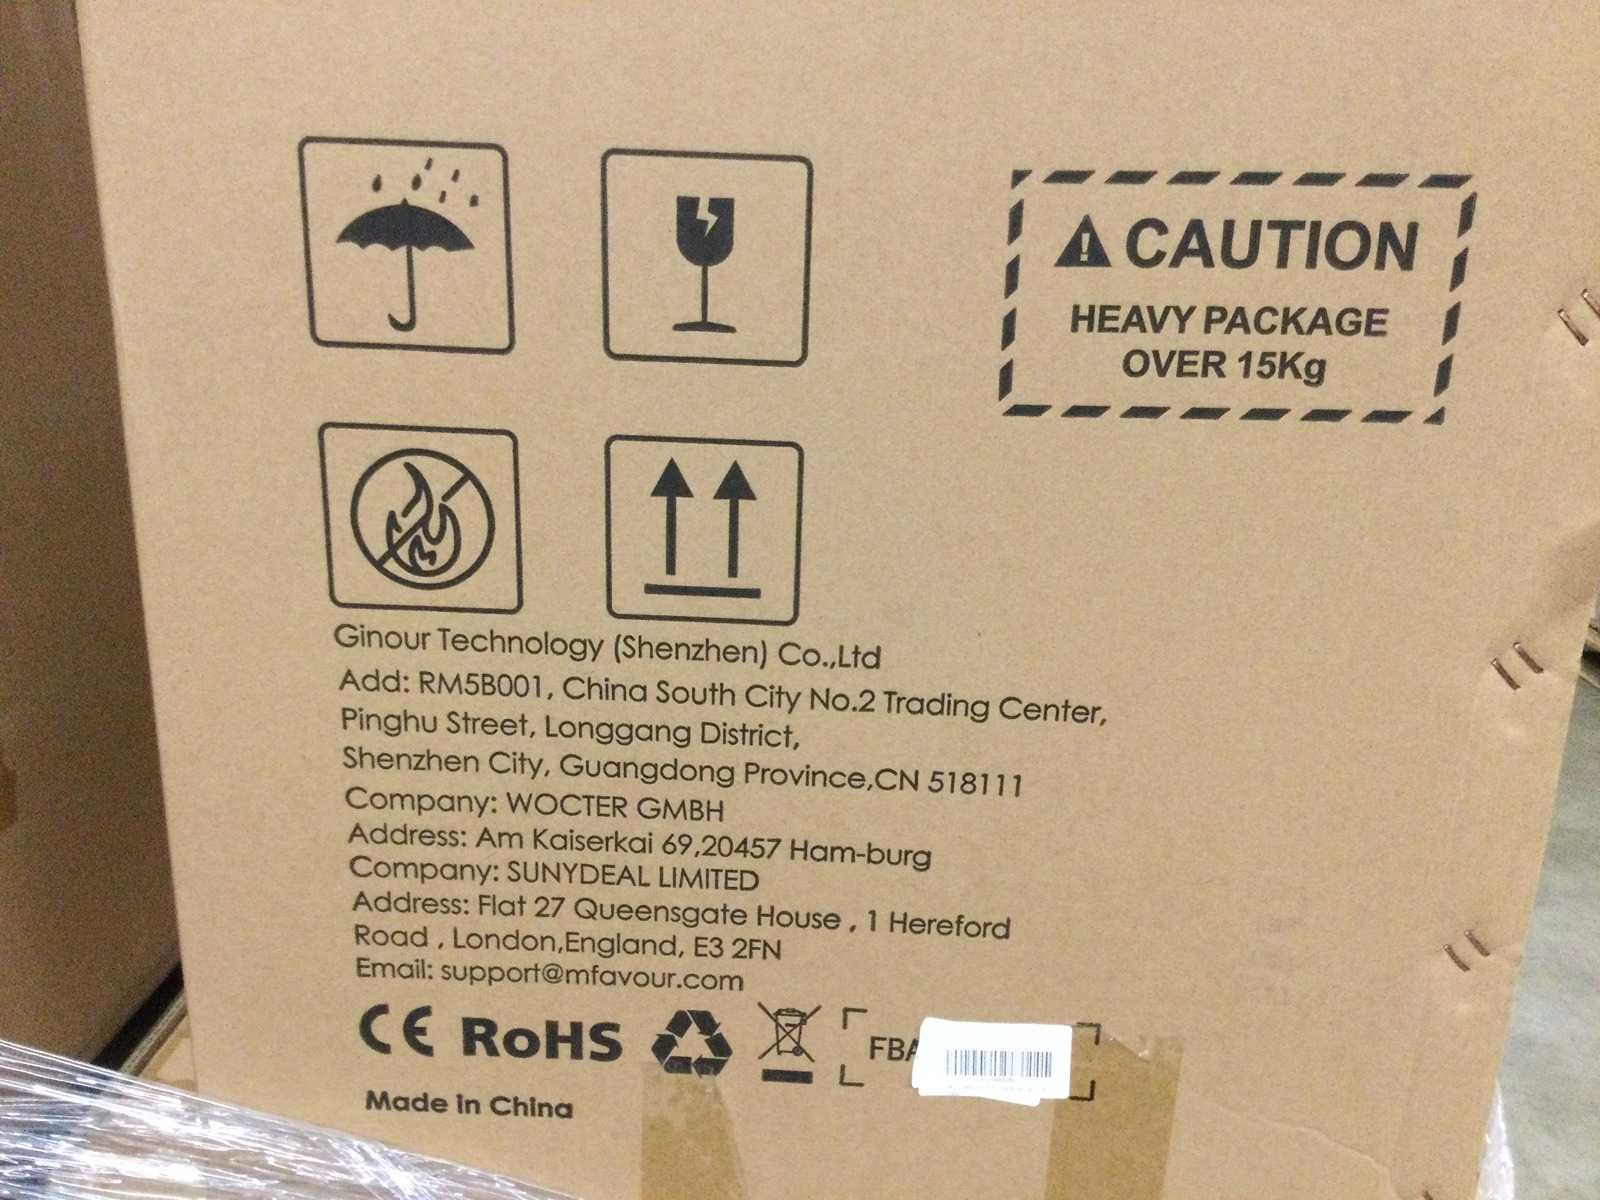 CAUTION
HEAVY PACKAGE
OVER 15Kg
Ginour Technology (Shenzhen) Co.,Ltd
Add: RM5B001, China South City No.2 Trading Center,
Pinghu Street, Longgang District,
Shenzhen City, Guangdong Province,CN 518111
Company: WOCTER GMBH
Address: Am Kaiserkai 69,20457 Ham-burg
Company: SUNYDEAL LIMITED
Address: Flat 27 Queensgate House , 1 Hereford
Road , London,England, E3 2FN
Email: support@mfavour.com
CE RoHS
FBA
Made in China